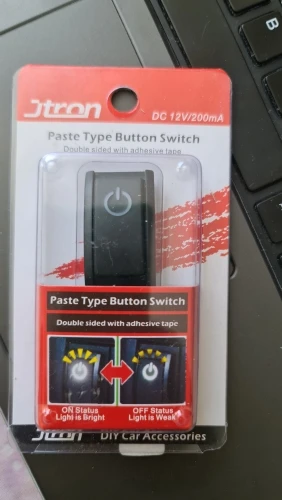 Jtron
DC 12V/200mA
Paste Type Button Switch
Double sided with adhesive tape
Paste Type Button Switch
Double sided with adhesive tape
ON Status
Light is Bright
OFF Status
Light is Weak
Jtron
DIY Car Accessories
B